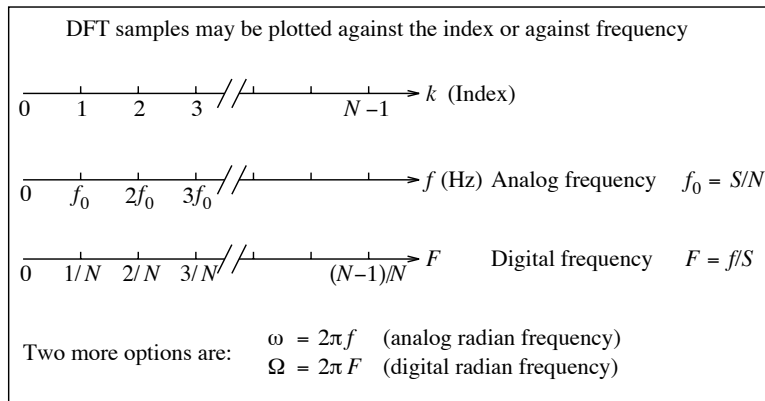 DFT samples may be plotted against the index or against frequency
0 1 2 3 N −1 k (Index)
0 f₀ 2f₀ 3f₀ f (Hz) Analog frequency f₀ = S/N
0 1/N 2/N 3/N (N−1)/N F Digital frequency F = f/S
Two more options are:
ω = 2πf (analog radian frequency)
Ω = 2πF (digital radian frequency)